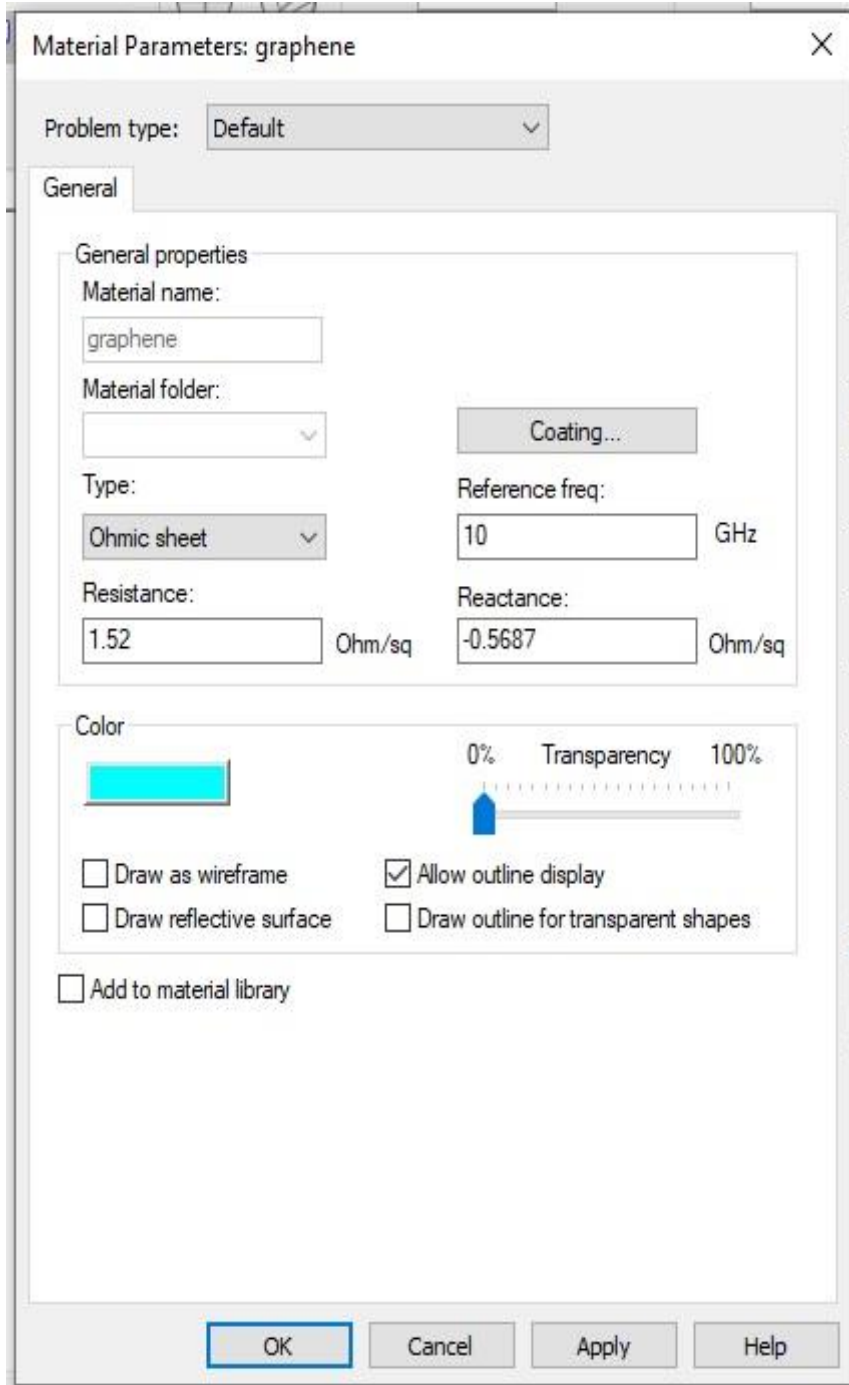 Material Parameters: graphene
Problem type: Default
General
General properties
Material name:
graphene
Material folder:
Coating...
Type:
Reference freq:
Ohmic sheet
10
GHz
Resistance:
Reactance:
1.52
Ohm/sq
-0.5687
Ohm/sq
Color
0% Transparency 100%
Draw as wireframe
Allow outline display
Draw reflective surface
Draw outline for transparent shapes
Add to material library
OK
Cancel
Apply
Help